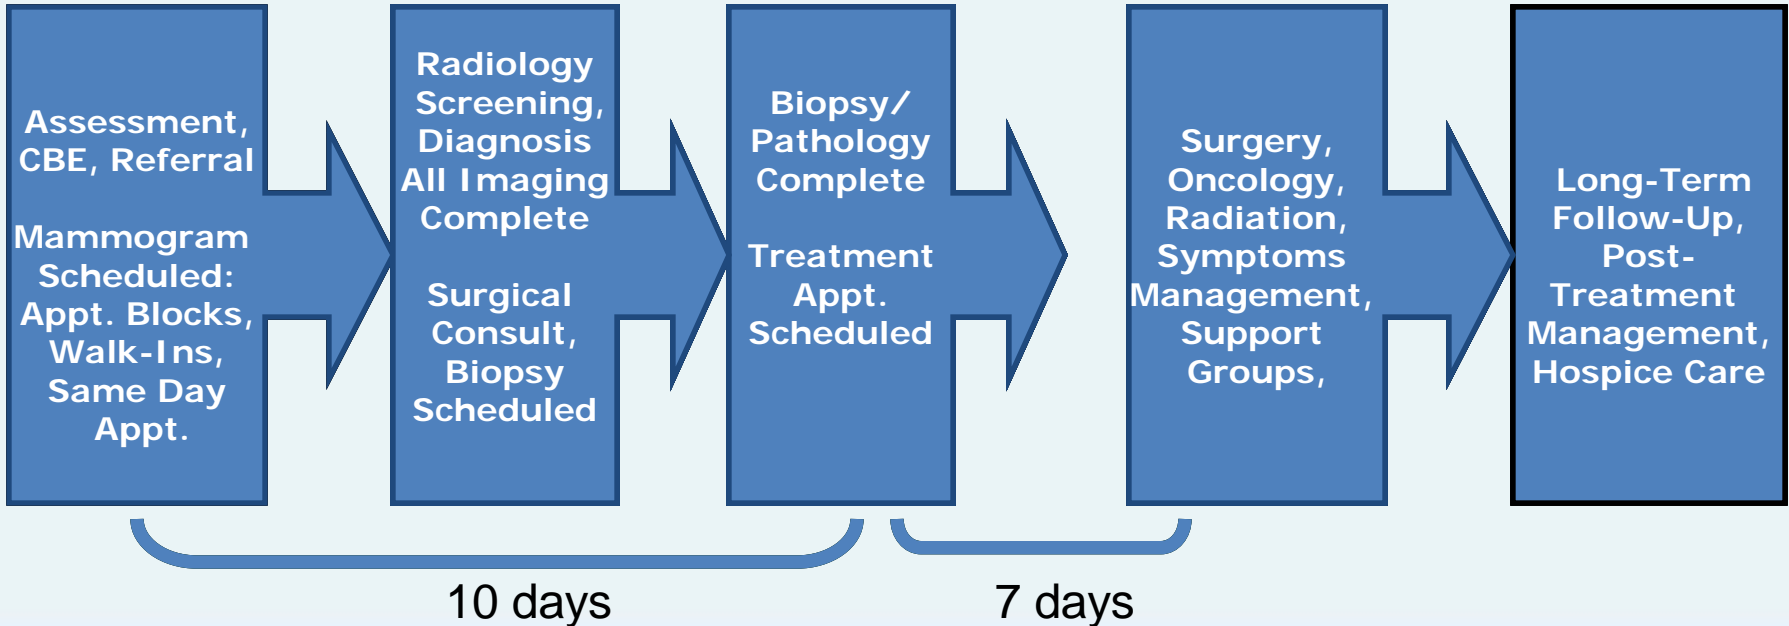 Assessment,
CBE, Referral
Mammogram
Scheduled:
Appt. Blocks,
Walk-Ins,
Same Day
Appt.
Radiology
Screening,
Diagnosis
All Imaging
Complete
Surgical
Consult,
Biopsy
Scheduled
Biopsy/
Pathology
Complete
Treatment
Appt.
Scheduled
Surgery,
Oncology,
Radiation,
Symptoms
Management,
Support
Groups,
Long-Term
Follow-Up,
Post-
Treatment
Management,
Hospice Care
10 days
7 days